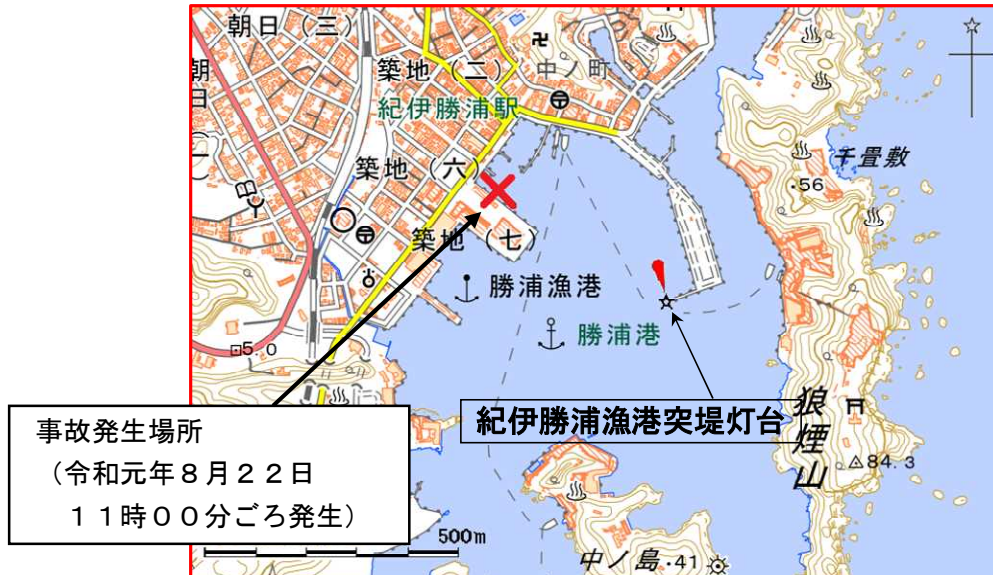 朝日（三）
築地（二）
中ノ町
朝日
（一）
紀伊勝浦駅
築地（六）
千畳敷
.56
築地（七）
勝浦漁港
勝浦港
5.0
紀伊勝浦漁港突堤灯台
狼煙山
84.3
事故発生場所
（令和元年８月２２日
１１時００分ごろ発生）
500m
中ノ島
.41